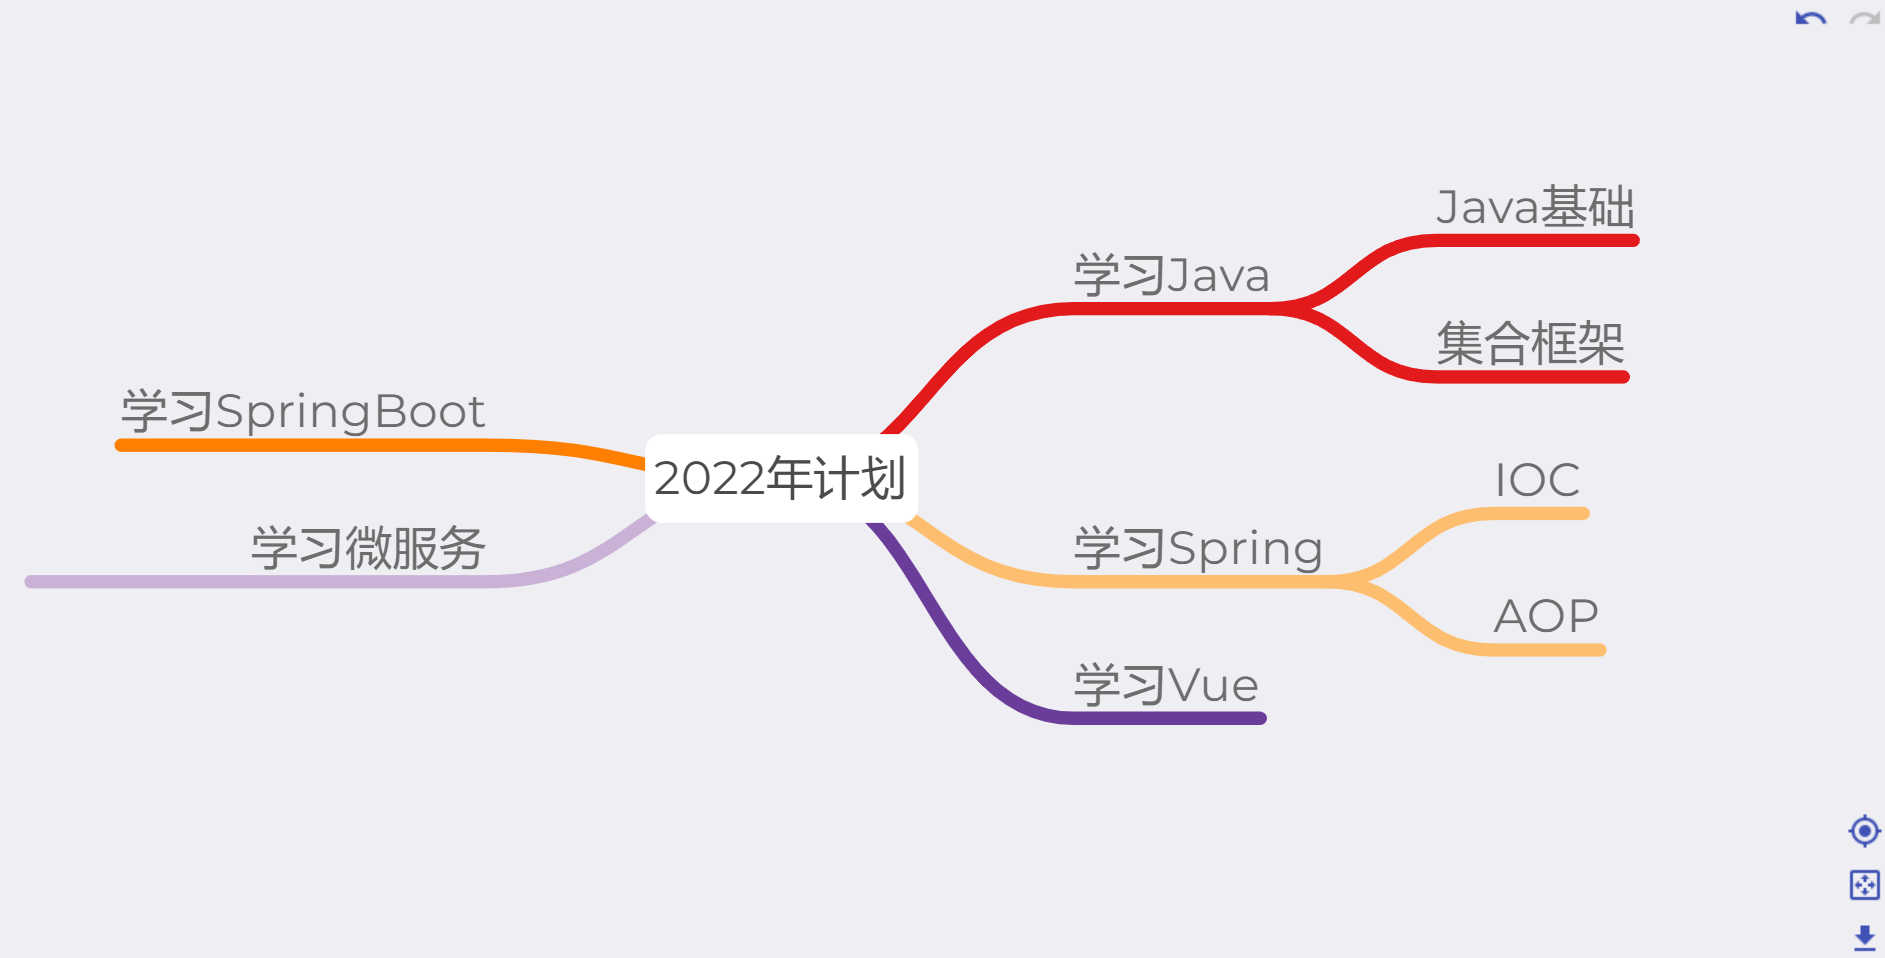 2022年计划
学习Java
Java基础
集合框架
学习Spring
IOC
AOP
学习Vue
学习SpringBoot
学习微服务